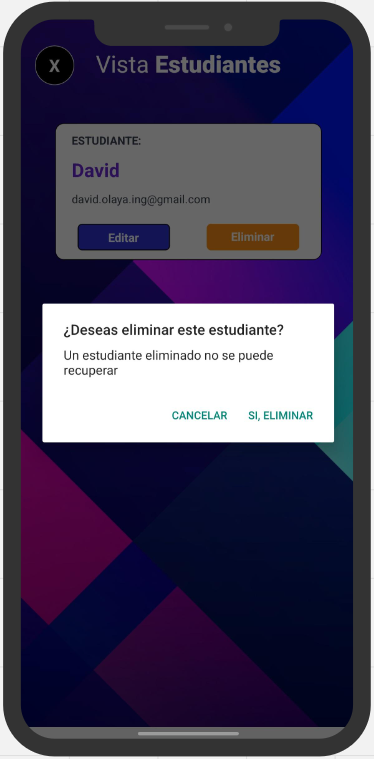 X
Vista Estudiantes
ESTUDIANTE:
David
david.olaya.ing@gmail.com
Editar
Eliminar
¿Deseas eliminar este estudiante?
Un estudiante eliminado no se puede
recuperar
CANCELAR
SI, ELIMINAR